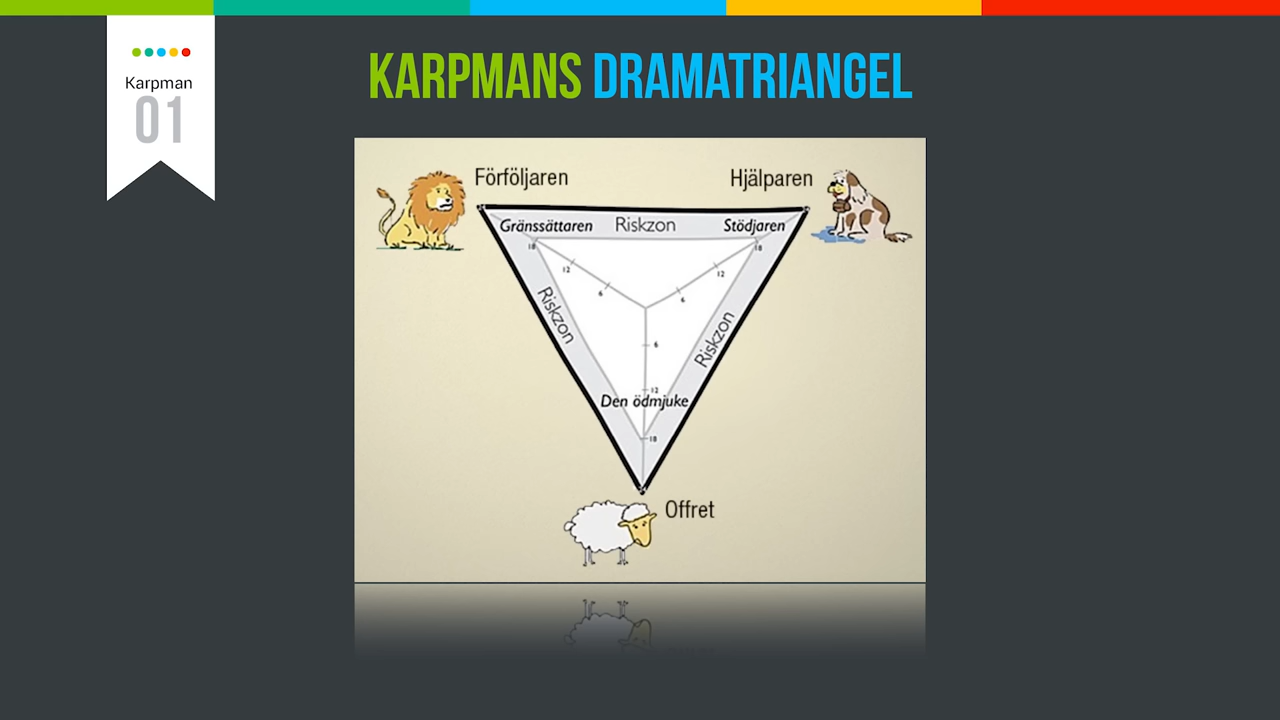 Karpman
01
KARPMANS DRAMATRIANGEL
Förföljaren
Hjälparen
Gränssättaren
Riskzon
Stödjaren
18
18
12
12
6
6
Riskzon
Riskzon
6
12
Den ödmjuke
18
Offret